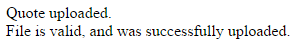 Quote uploaded.
File is valid, and was successfully uploaded.